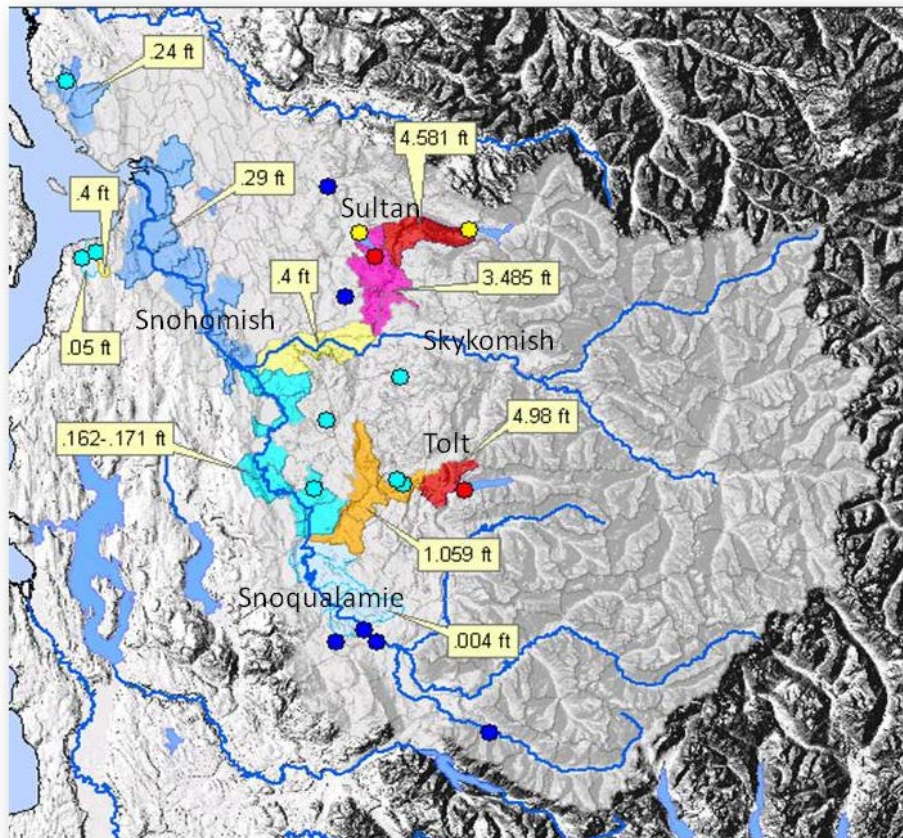 .24 ft
4.581 ft
.4 ft
.29 ft
Sultan
3.485 ft
.4 ft
Snohomish
.05 ft
Skykomish
4.98 ft
.162-.171 ft
Tolt
1.059 ft
Snoqualamie
.004 ft